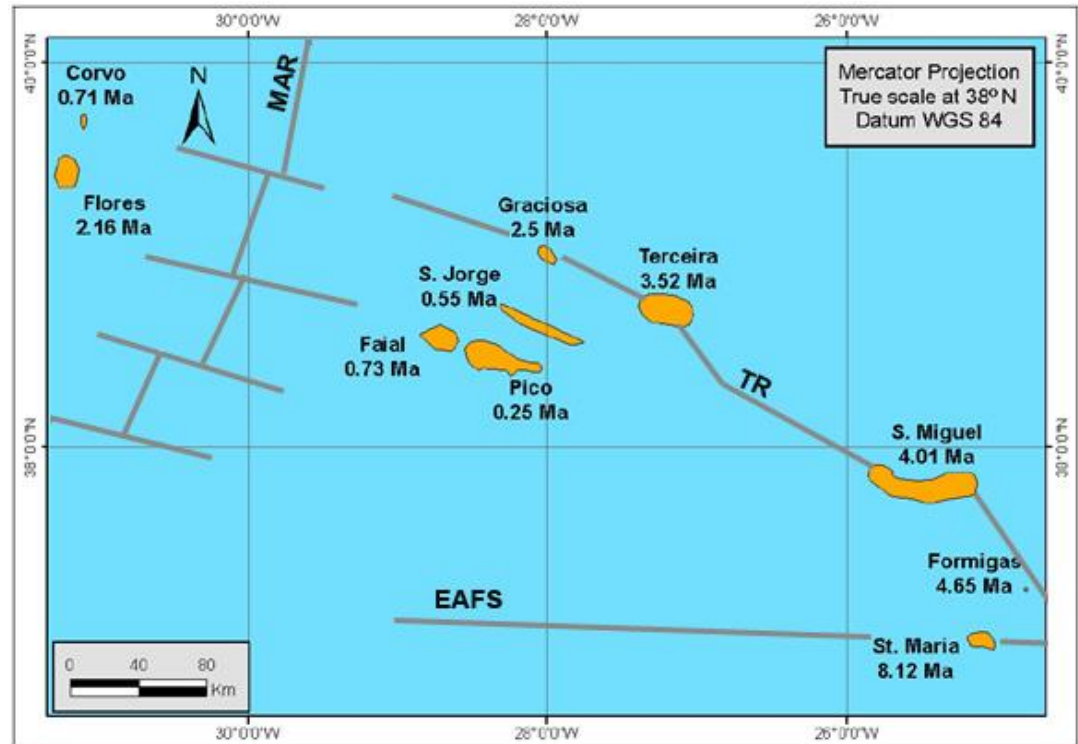 30°0'0"W
28°0'0"W
26°0'0"W
40°0'0"N
40°0'0"N
Corvo
0.71 Ma
N
MAR
Mercator Projection
True scale at 38º N
Datum WGS 84
Flores
2.16 Ma
Graciosa
2.5 Ma
Terceira
3.52 Ma
S. Jorge
0.55 Ma
Faial
0.73 Ma
Pico
0.25 Ma
TR
38°0'0"N
S. Miguel
4.01 Ma
Formigas
4.65 Ma
EAFS
St. Maria
8.12 Ma
0 40 80
Km
30°0'0"W
28°0'0"W
26°0'0"W